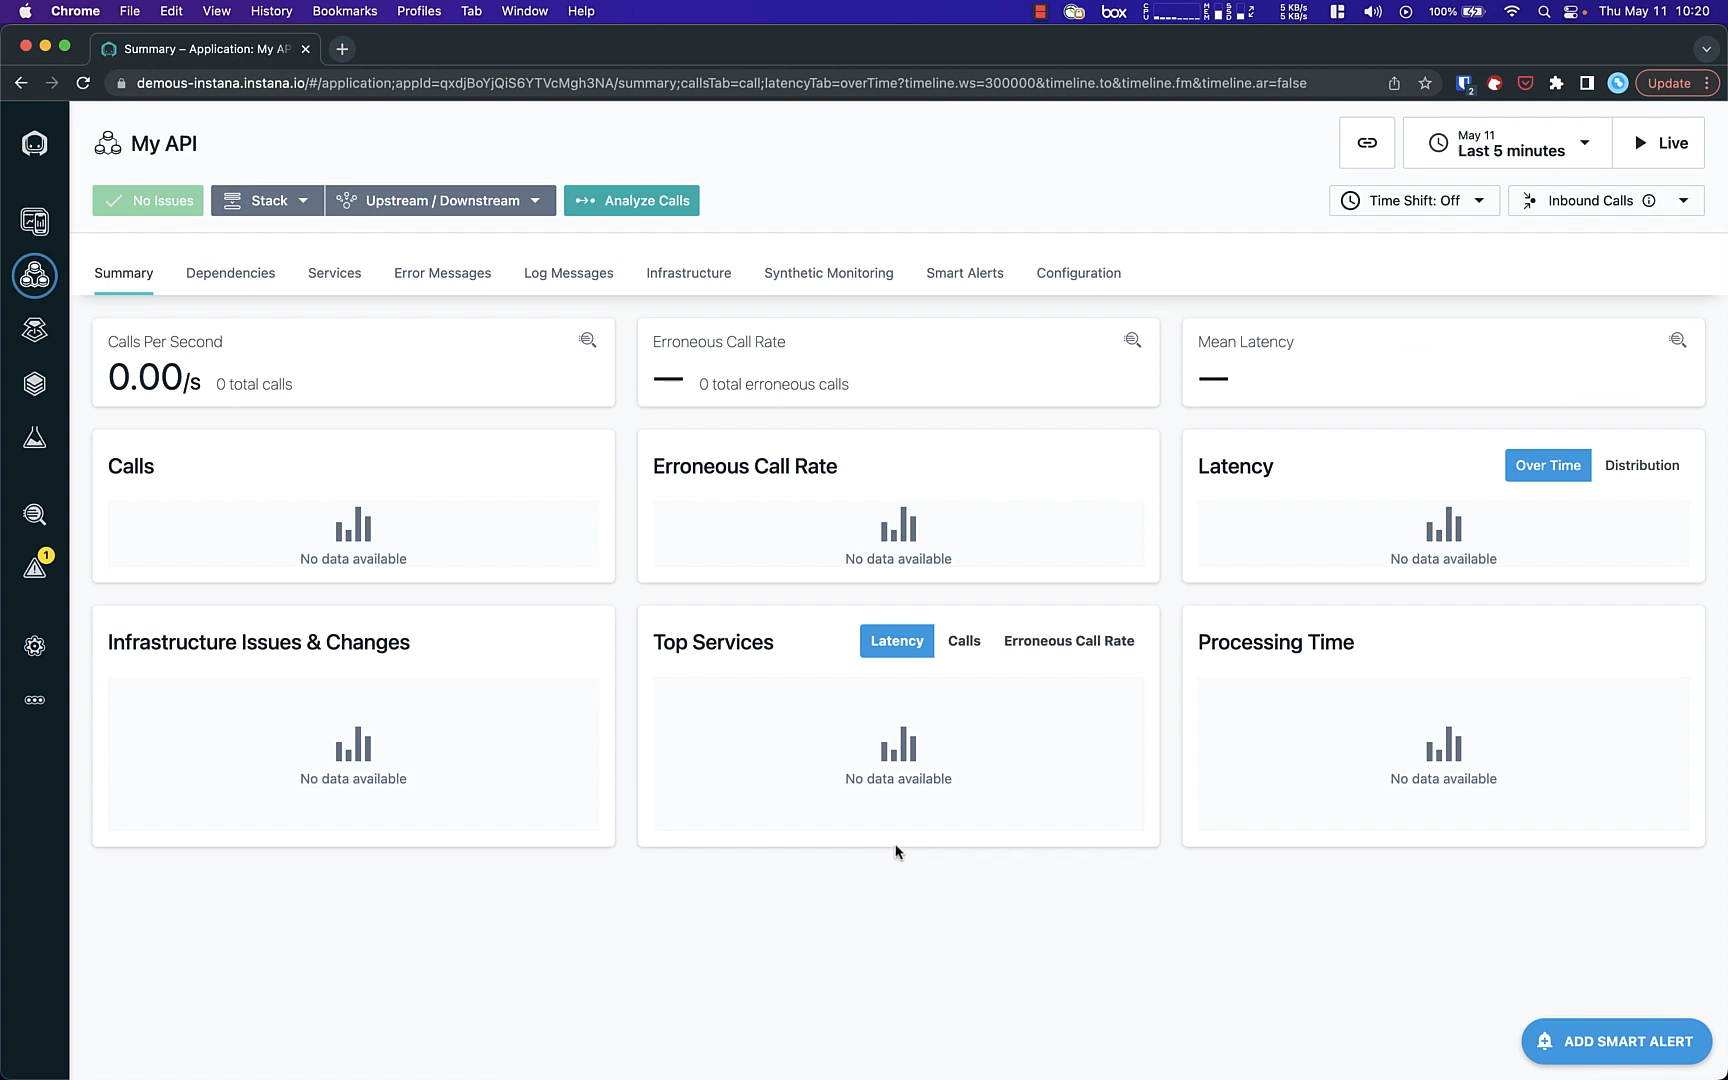 Chrome File Edit View History Bookmarks Profiles Tab Window Help box 5 KB/s 5 KB/s 100% Thu May 11 10:20
Summary – Application: My AP
demous-instana.instana.io/#/application;appId=qxdjBoYjQiS6YTVcMgh3NA/summary;callsTab=call;latencyTab=overTime?timeline.ws=300000&timeline.to&timeline.fm&timeline.ar=false 2 Update
My API
May 11
Last 5 minutes
Live
No Issues Stack Upstream / Downstream Analyze Calls Time Shift: Off Inbound Calls
Summary Dependencies Services Error Messages Log Messages Infrastructure Synthetic Monitoring Smart Alerts Configuration
Calls Per Second
0.00/s 0 total calls
Erroneous Call Rate
— 0 total erroneous calls
Mean Latency
—
Calls
No data available
Erroneous Call Rate
No data available
Latency Over Time Distribution
No data available
1
Infrastructure Issues & Changes
No data available
Top Services Latency Calls Erroneous Call Rate
No data available
Processing Time
No data available
ADD SMART ALERT